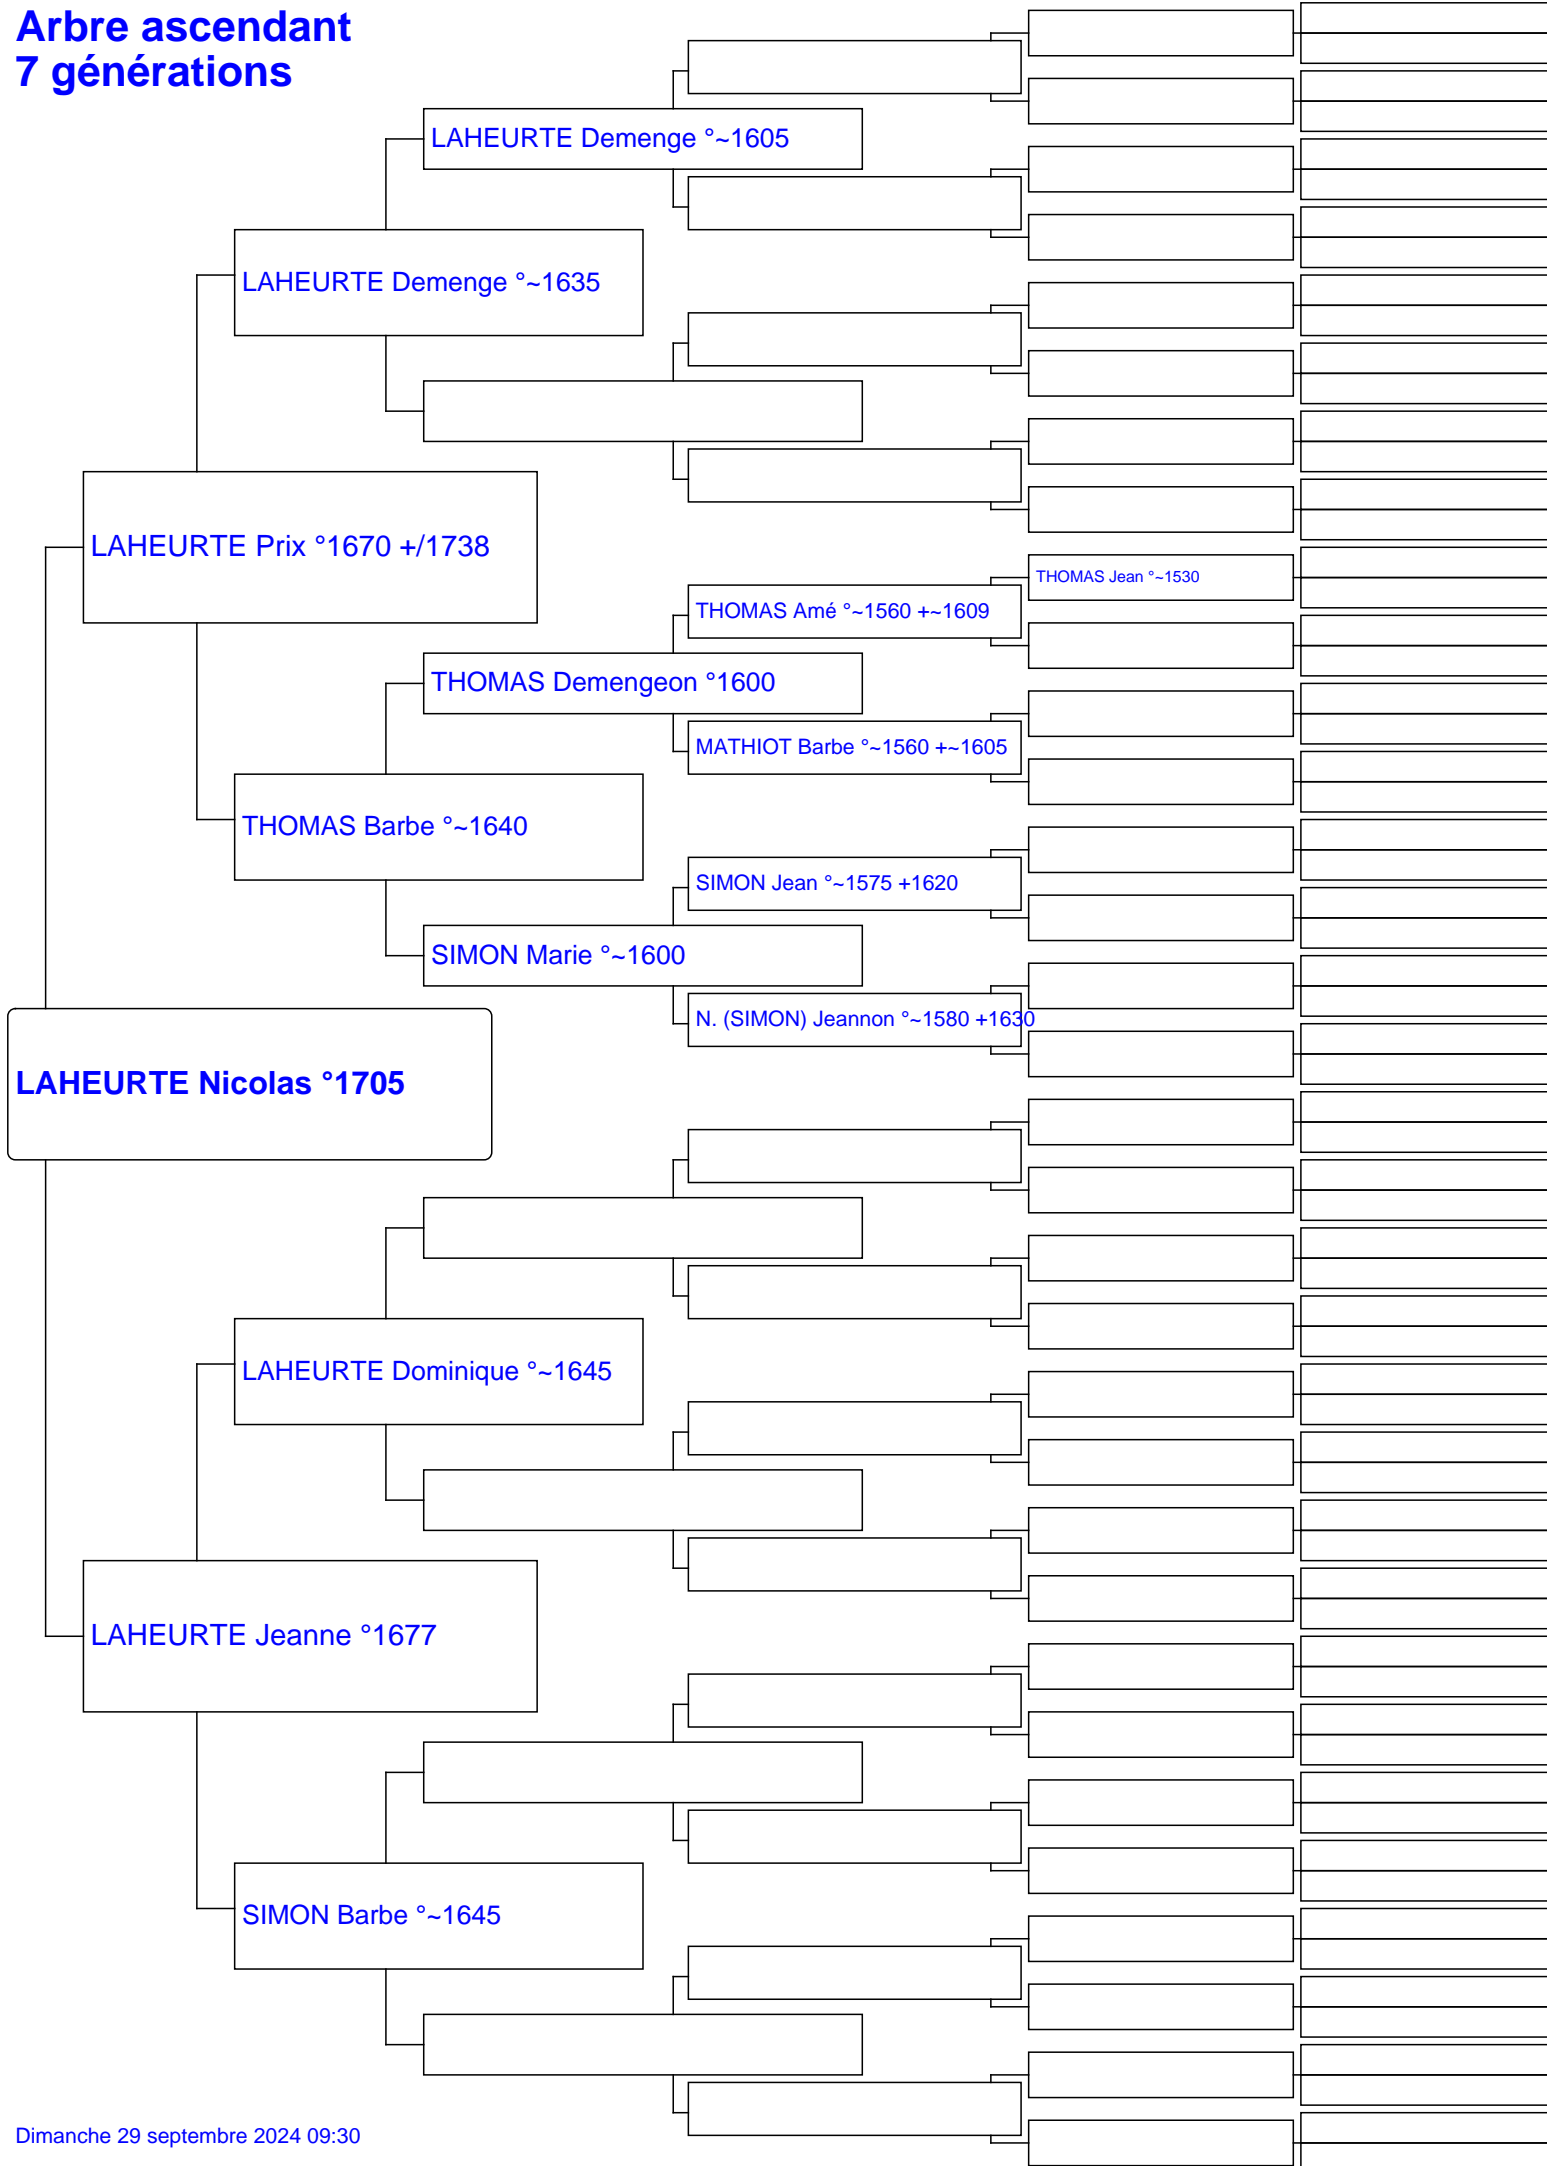 Arbre ascendant
7 générations
LAHEURTE Demenge °~1605
LAHEURTE Demenge °~1635
LAHEURTE Prix °1670 +/1738
THOMAS Jean °~1530
THOMAS Amé °~1560 +~1609
THOMAS Demengeon °1600
MATHIOT Barbe °~1560 +~1605
THOMAS Barbe °~1640
SIMON Jean °~1575 +1620
SIMON Marie °~1600
N. (SIMON) Jeannon °~1580 +1630
LAHEURTE Nicolas °1705
LAHEURTE Dominique °~1645
LAHEURTE Jeanne °1677
SIMON Barbe °~1645
Dimanche 29 septembre 2024 09:30